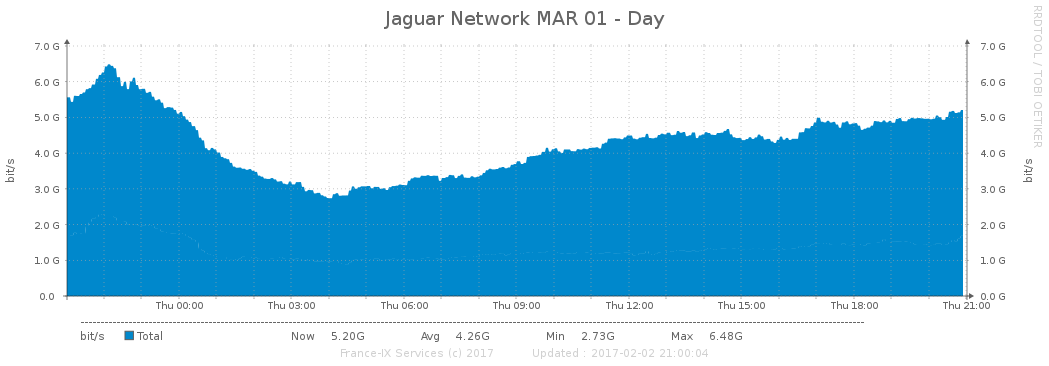 Jaguar Network MAR 01 - Day
RRDTOOL / TOBI OETIKER
bit/s
7.0 G 7.0 G
6.0 G 6.0 G
5.0 G 5.0 G
4.0 G 4.0 G
3.0 G 3.0 G
2.0 G 2.0 G
1.0 G 1.0 G
0.0 0.0 G
bit/s
Thu 00:00 Thu 03:00 Thu 06:00 Thu 09:00 Thu 12:00 Thu 15:00 Thu 18:00 Thu 21:00
bit/s Total Now 5.20G Avg 4.26G Min 2.73G Max 6.48G
France-IX Services (c) 2017 Updated : 2017-02-02 21:00:04